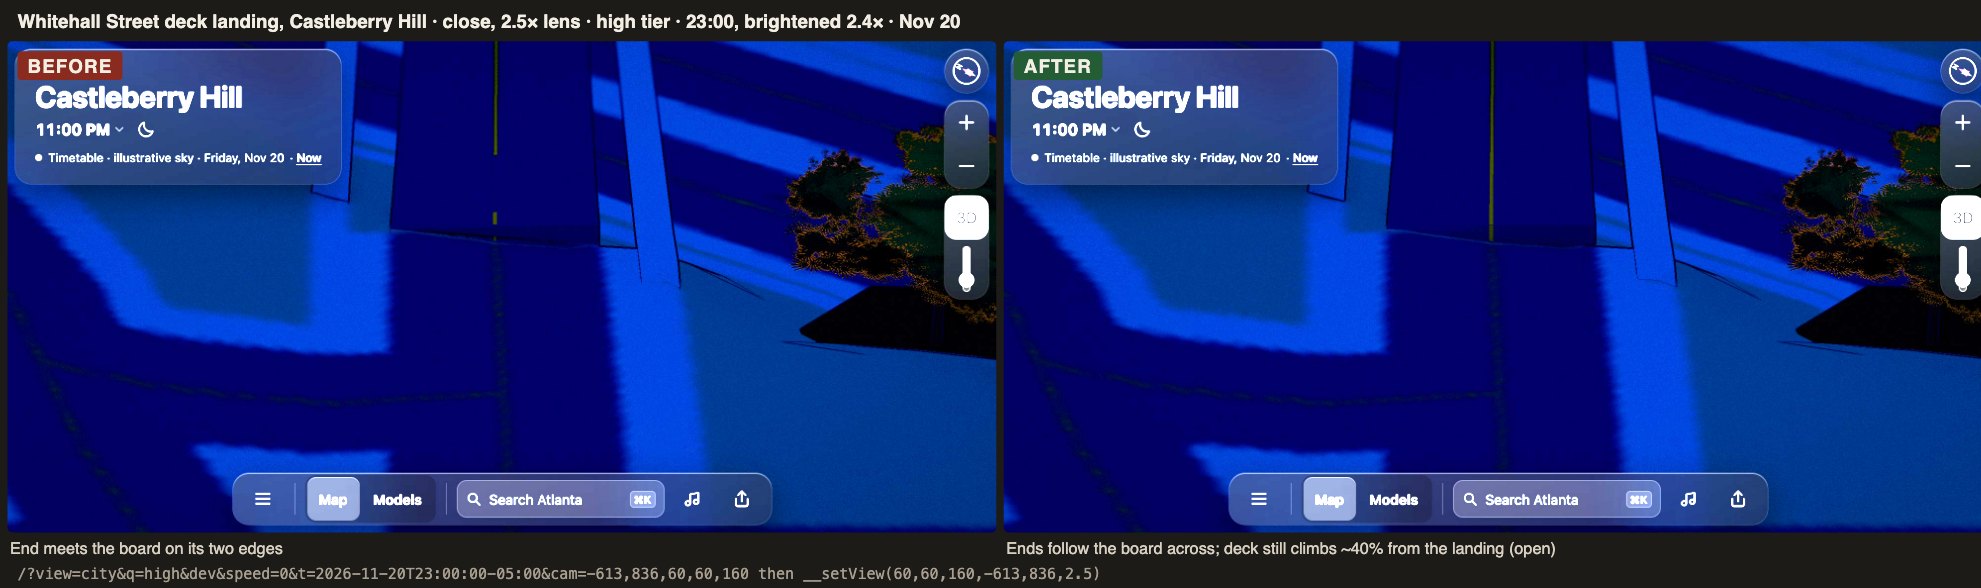 Whitehall Street deck landing, Castleberry Hill · close, 2.5× lens · high tier · 23:00, brightened 2.4× · Nov 20
BEFORE
Castleberry Hill
11:00 PM
Timetable · illustrative sky · Friday, Nov 20 · Now
3D
Map
Models
Search Atlanta
⌘K
AFTER
Castleberry Hill
11:00 PM
Timetable · illustrative sky · Friday, Nov 20 · Now
3D
Map
Models
Search Atlanta
⌘K
End meets the board on its two edges
Ends follow the board across; deck still climbs ~40% from the landing (open)
/?view=city&q=high&dev&speed=0&t=2026-11-20T23:00:00-05:00&cam=-613,836,60,60,160 then __setView(60,60,160,-613,836,2.5)